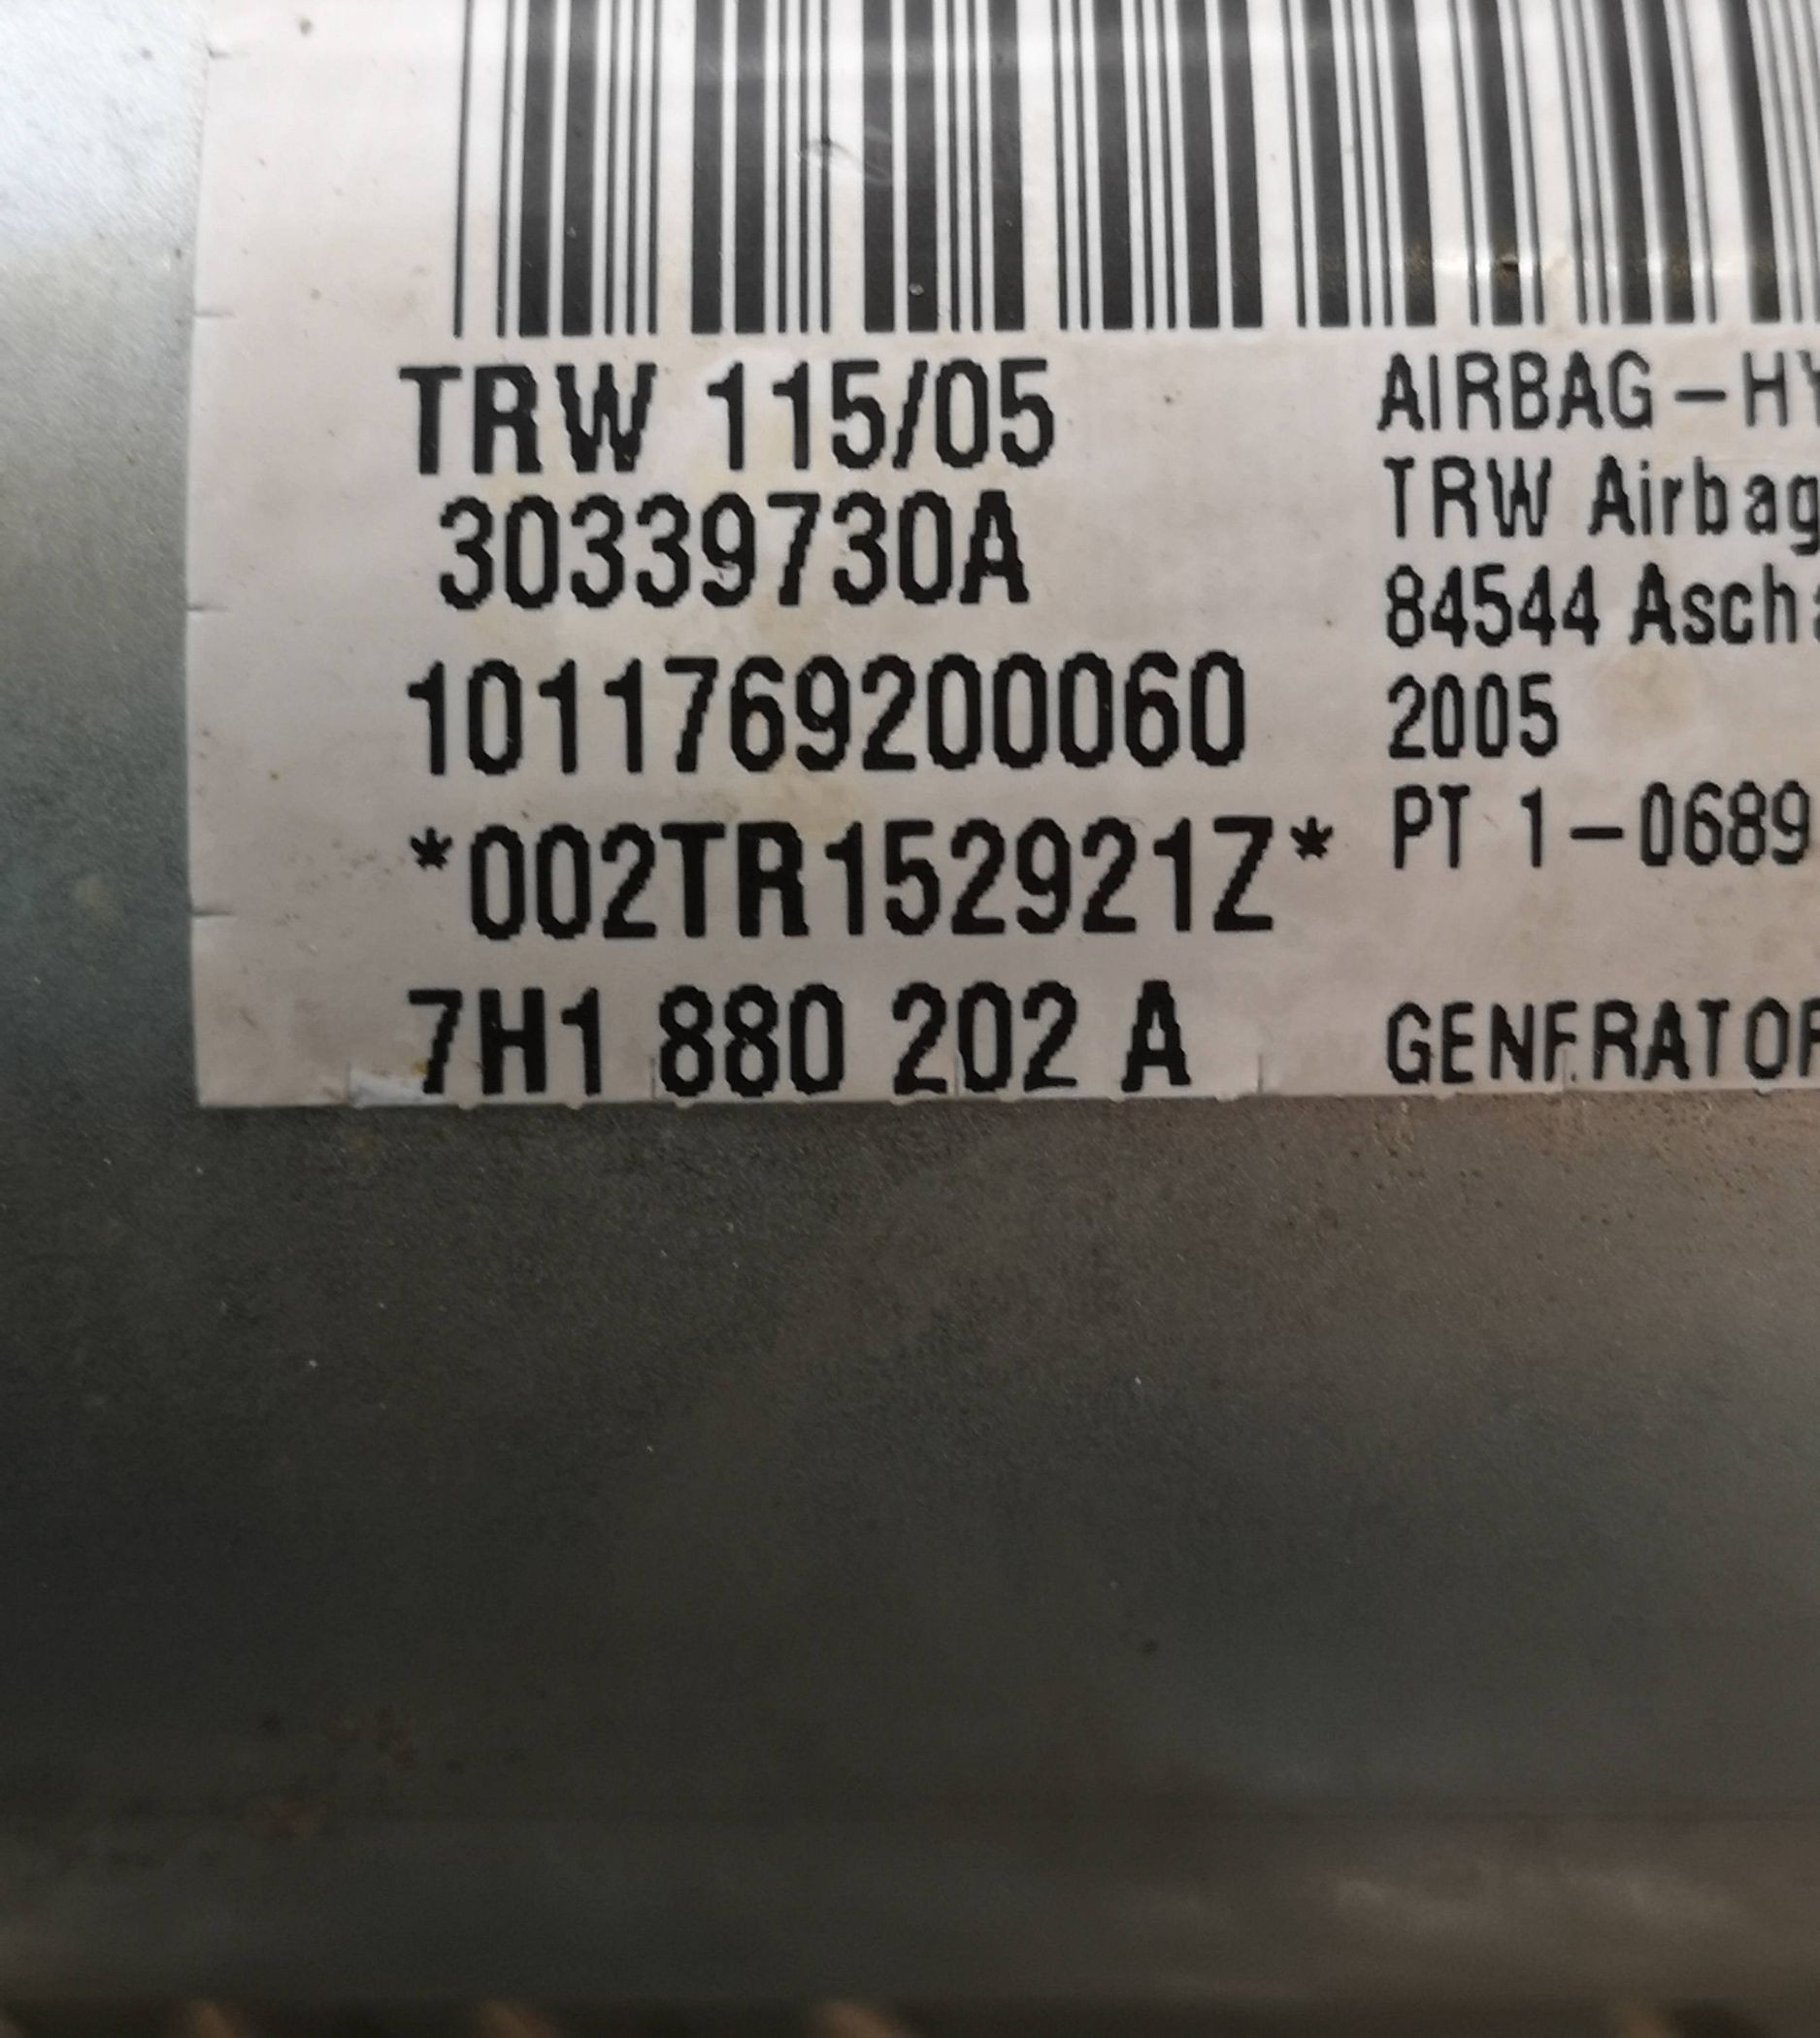 TRW 115/05
30339730A
1011769200060
*002TR152921Z*
7H1 880 202 A
AIRBAG-HY
TRW Airbag
84544 Ascha
2005
PT 1-0689
GENERATOR